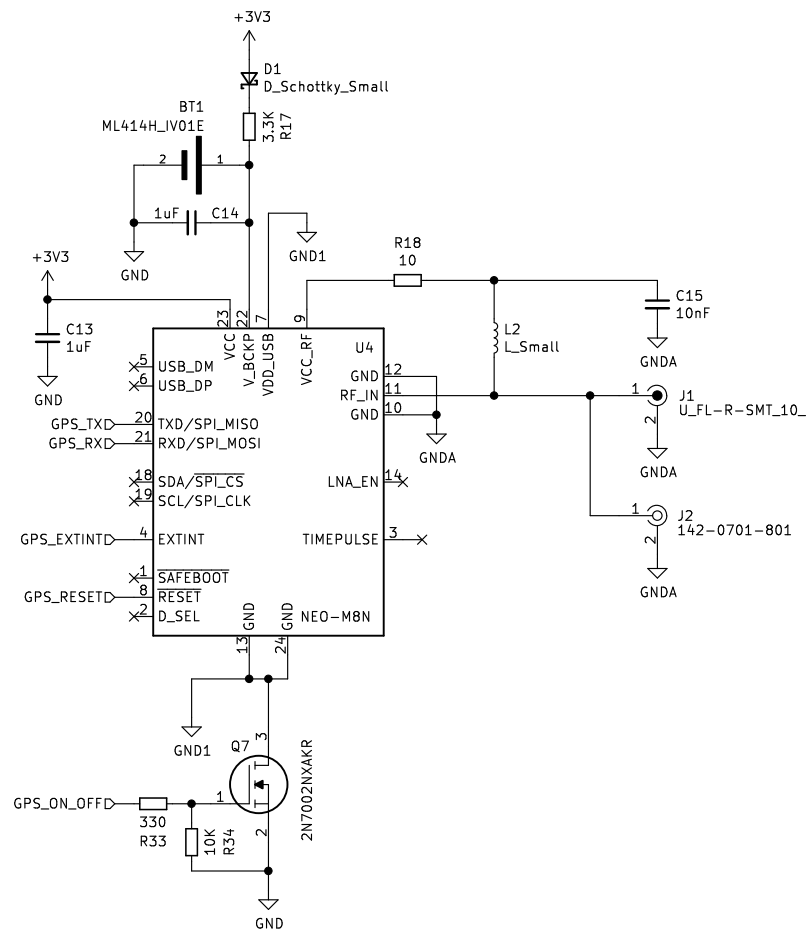 +3V3
D1
D_Schottky_Small
BT1
ML414H_IV01E
3.3K
R17
2
1
1uF
C14
GND
GND1
+3V3
R18
10
C13
1uF
GND
C15
10nF
GNDA
L2
L_Small
23
22
7
9
VCC
V_BCKP
VDD_USB
VCC_RF
U4
5 USB_DM
6 USB_DP
GND 12
RF_IN 11
GND 10
GNDA
1 J1
U_FL-R-SMT_10_
2
GNDA
GPS_TX 20 TXD/SPI_MISO
GPS_RX 21 RXD/SPI_MOSI
18 SDA/SPI_CS
19 SCL/SPI_CLK
LNA_EN 14
1 J2
142-0701-801
2
GNDA
GPS_EXTINT 4 EXTINT
TIMEPULSE 3
1 SAFEBOOT
GPS_RESET 8 RESET
2 D_SEL
GND
GND
NEO-M8N
13
24
GND1
Q7
3
2N7002NXAKR
GPS_ON_OFF
1
2
330
R33
10K
R34
GND